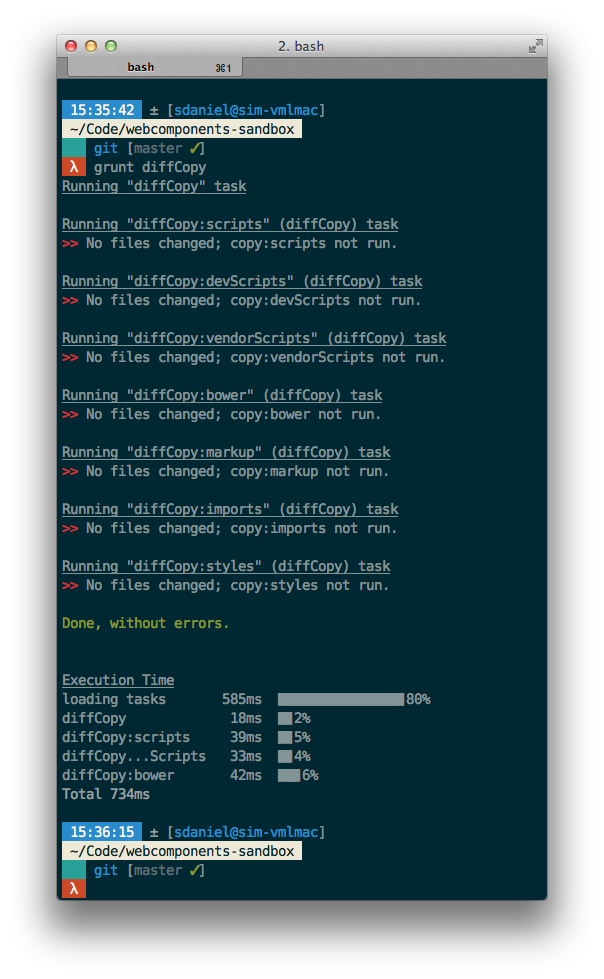 2. bash
bash ⌘1
15:35:42 ± [sdaniel@sim-vmlmac]
~/Code/webcomponents-sandbox
git [master ✓]
λ grunt diffCopy
Running "diffCopy" task
Running "diffCopy:scripts" (diffCopy) task
>> No files changed; copy:scripts not run.
Running "diffCopy:devScripts" (diffCopy) task
>> No files changed; copy:devScripts not run.
Running "diffCopy:vendorScripts" (diffCopy) task
>> No files changed; copy:vendorScripts not run.
Running "diffCopy:bower" (diffCopy) task
>> No files changed; copy:bower not run.
Running "diffCopy:markup" (diffCopy) task
>> No files changed; copy:markup not run.
Running "diffCopy:imports" (diffCopy) task
>> No files changed; copy:imports not run.
Running "diffCopy:styles" (diffCopy) task
>> No files changed; copy:styles not run.
Done, without errors.
Execution Time
loading tasks 585ms 80%
diffCopy 18ms 2%
diffCopy:scripts 39ms 5%
diffCopy...Scripts 33ms 4%
diffCopy:bower 42ms 6%
Total 734ms
15:36:15 ± [sdaniel@sim-vmlmac]
~/Code/webcomponents-sandbox
git [master ✓]
λ